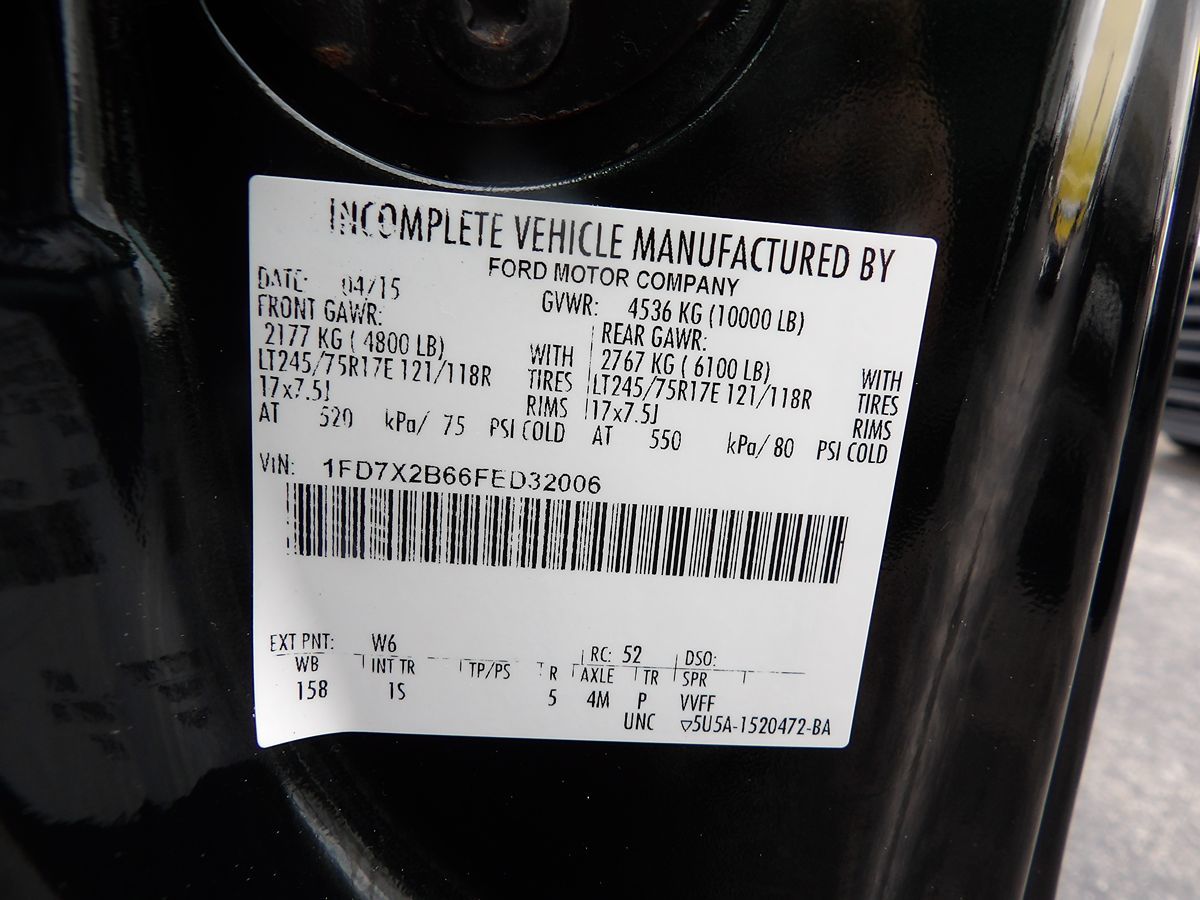 INCOMPLETE VEHICLE MANUFACTURED BY
FORD MOTOR COMPANY
DATE: 04/15 GVWR: 4536 KG (10000 LB)
FRONT GAWR: REAR GAWR:
2177 KG ( 4800 LB) WITH 2767 KG ( 6100 LB) WITH
LT245/75R17E 121/118R TIRES LT245/75R17E 121/118R TIRES
17x7.5J RIMS 17x7.5J RIMS
AT 520 kPa/ 75 PSI COLD AT 550 kPa/ 80 PSI COLD
VIN: 1FD7X2B66FED32006
EXT PNT: W6 RC: 52 DSO:
WB INT TR TP/PS R AXLE TR SPR
158 1S 5 4M P VVFF
UNC ▽5U5A-1520472-BA